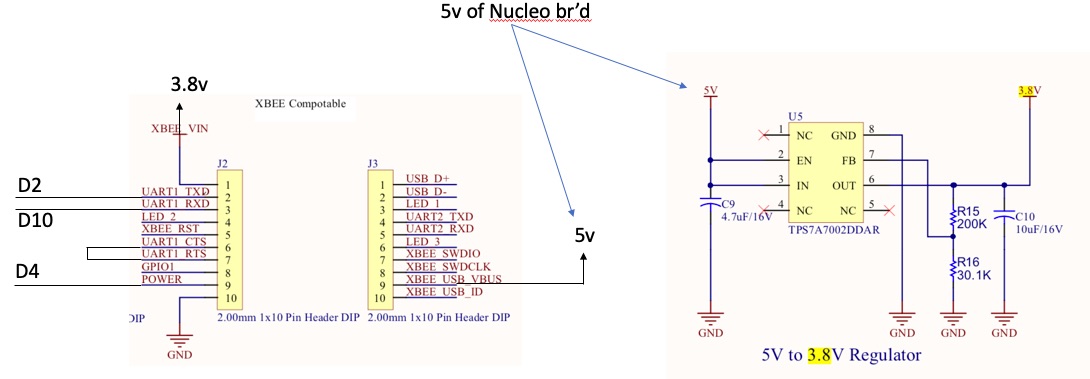 5v of Nucleo br’d
3.8v
XBEE Compotable
XBEE_VIN
J2
J3
D2
D10
D4
UART1_TXD
UART1_RXD
LED_2
XBEE_RST
UART1_CTS
UART1_RTS
GPIO1
POWER
1
2
3
4
5
6
7
8
9
10
1
2
3
4
5
6
7
8
9
10
USB_D+
USB_D-
LED_1
UART2_TXD
UART2_RXD
LED_3
XBEE_SWDIO
XBEE_SWDCLK
XBEE_USB_VBUS
XBEE_USB_ID
5v
DIP
2.00mm 1x10 Pin Header DIP
2.00mm 1x10 Pin Header DIP
GND
5V
3.8V
U5
1 NC GND 8
2 EN FB 7
3 IN OUT 6
4 NC NC 5
TPS7A7002DDAR
C9
4.7uF/16V
R15
200K
C10
10uF/16V
R16
30.1K
GND
GND
GND
GND
5V to 3.8V Regulator